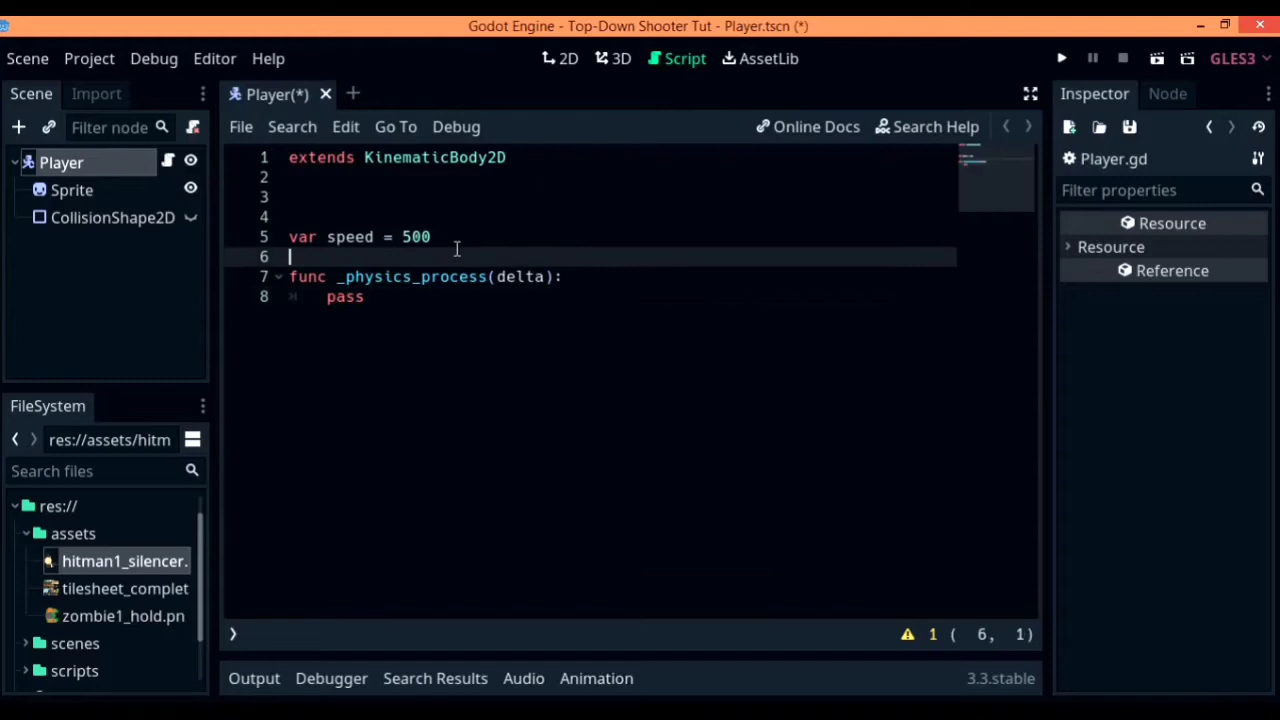 Godot Engine - Top-Down Shooter Tut - Player.tscn (*)
Scene Project Debug Editor Help 2D 3D Script AssetLib GLES3
Scene Import
Filter node
Player
Sprite
CollisionShape2D
FileSystem
res://assets/hitm
Search files
res://
assets
hitman1_silencer.
tilesheet_complet
zombie1_hold.pn
scenes
scripts
Player(*)
File Search Edit Go To Debug Online Docs Search Help
1 extends KinematicBody2D
2
3
4
5 var speed = 500
6
7 func _physics_process(delta):
8 pass
1 ( 6, 1)
Output Debugger Search Results Audio Animation 3.3.stable
Inspector Node
Player.gd
Filter properties
Resource
Resource
Reference